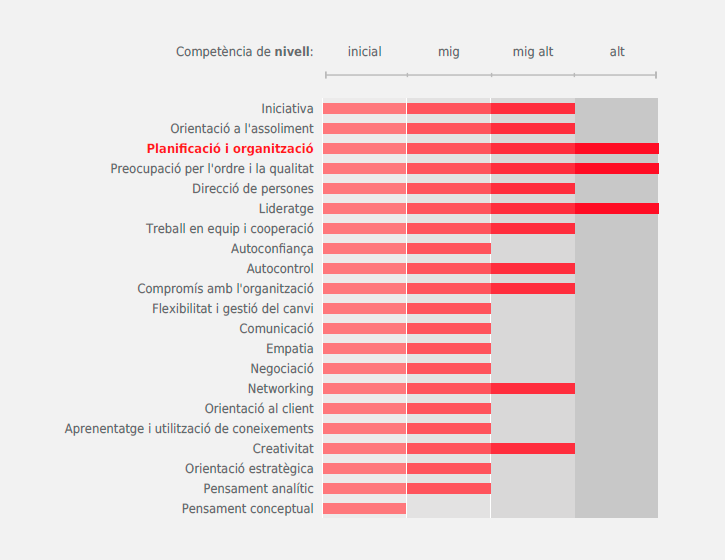 Competència de nivell: inicial mig mig alt alt
Iniciativa
Orientació a l'assoliment
Planificació i organització
Preocupació per l'ordre i la qualitat
Direcció de persones
Lideratge
Treball en equip i cooperació
Autoconfiança
Autocontrol
Compromís amb l'organització
Flexibilitat i gestió del canvi
Comunicació
Empatia
Negociació
Networking
Orientació al client
Aprenentatge i utilització de coneixements
Creativitat
Orientació estratègica
Pensament analític
Pensament conceptual